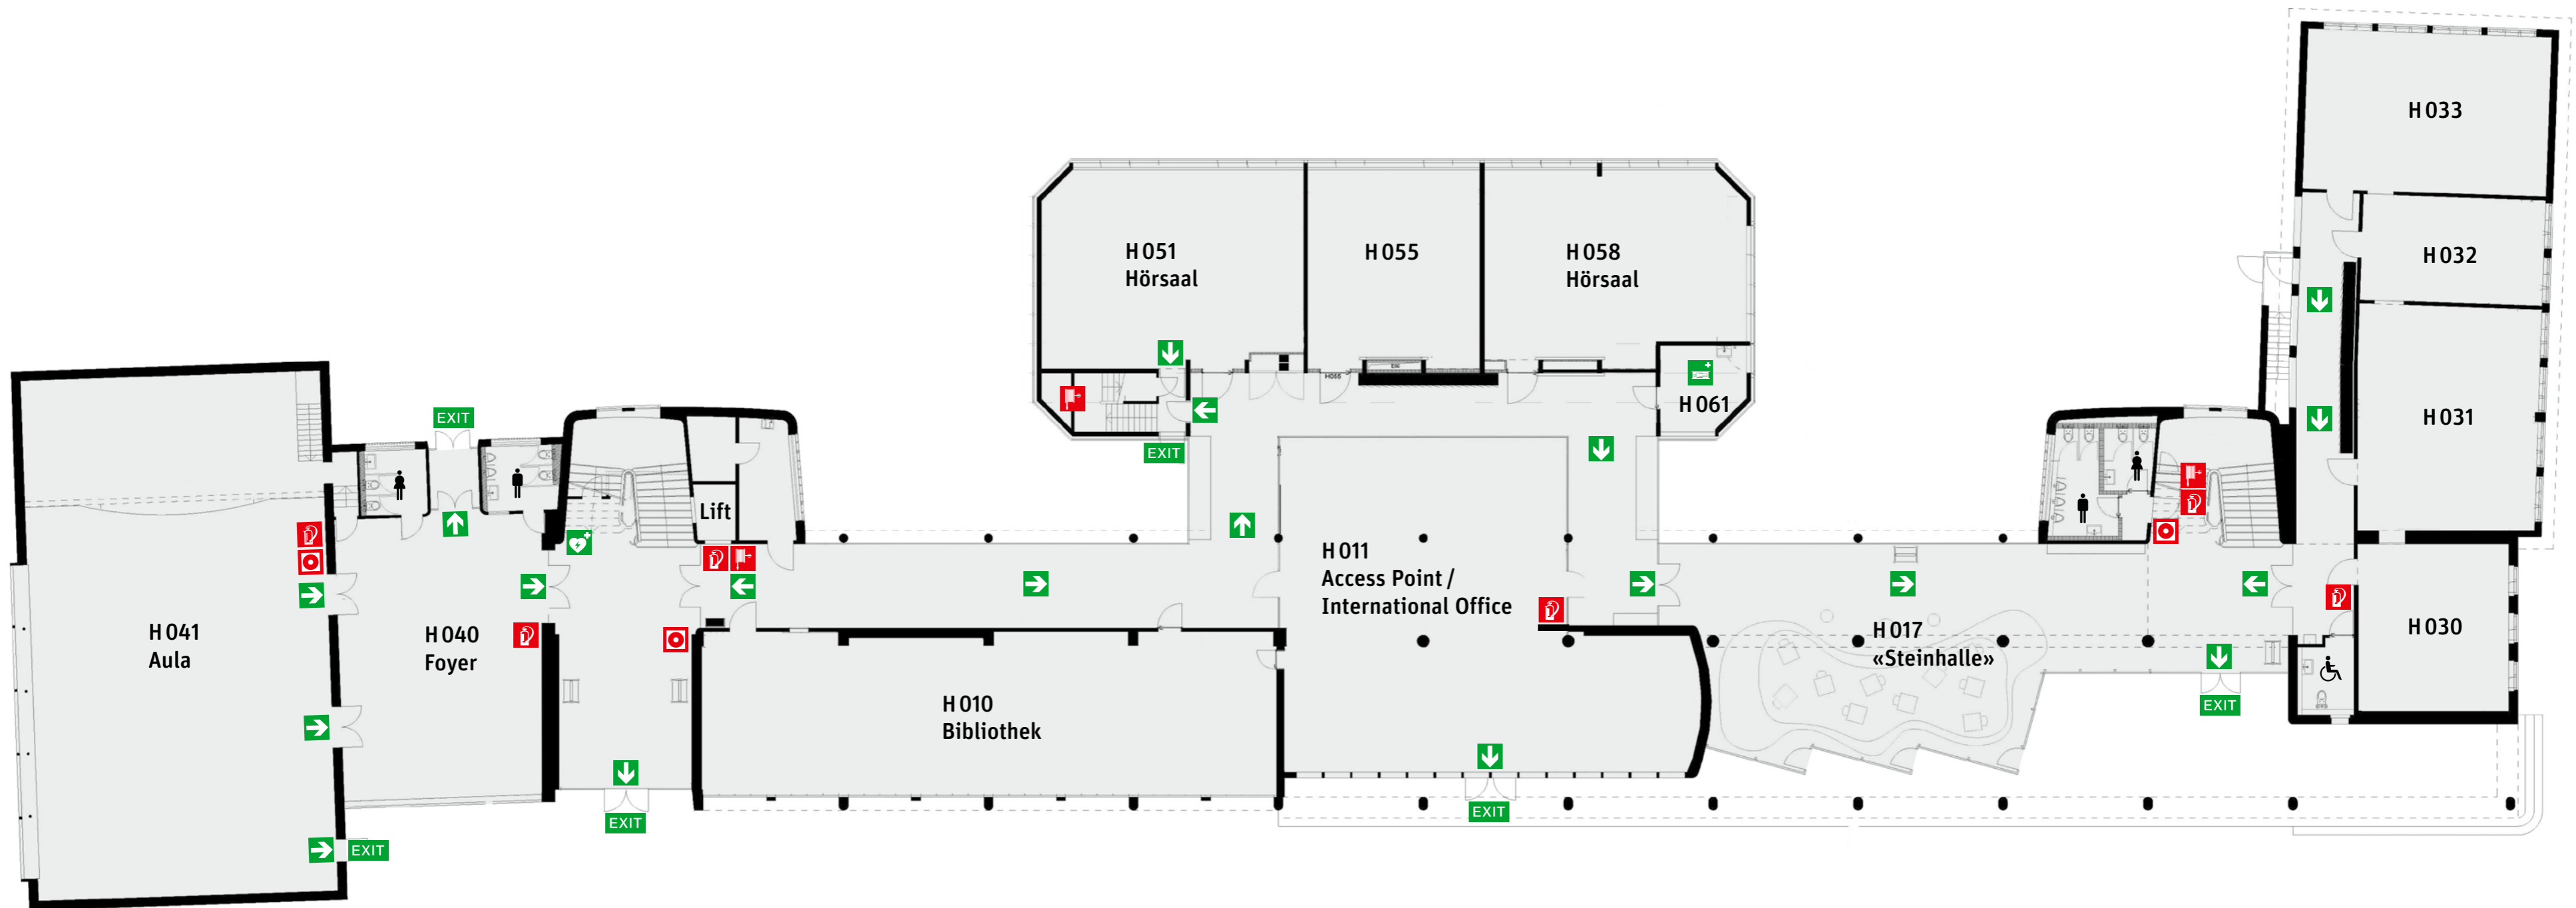 H 033
H 032
H 031
H 030
H 051
Hörsaal
H 055
H 058
Hörsaal
H055
H 061
EXIT
EXIT
Lift
H 011
Access Point /
International Office
H 041
Aula
H 040
Foyer
H 017
«Steinhalle»
H 010
Bibliothek
EXIT
EXIT
EXIT
EXIT